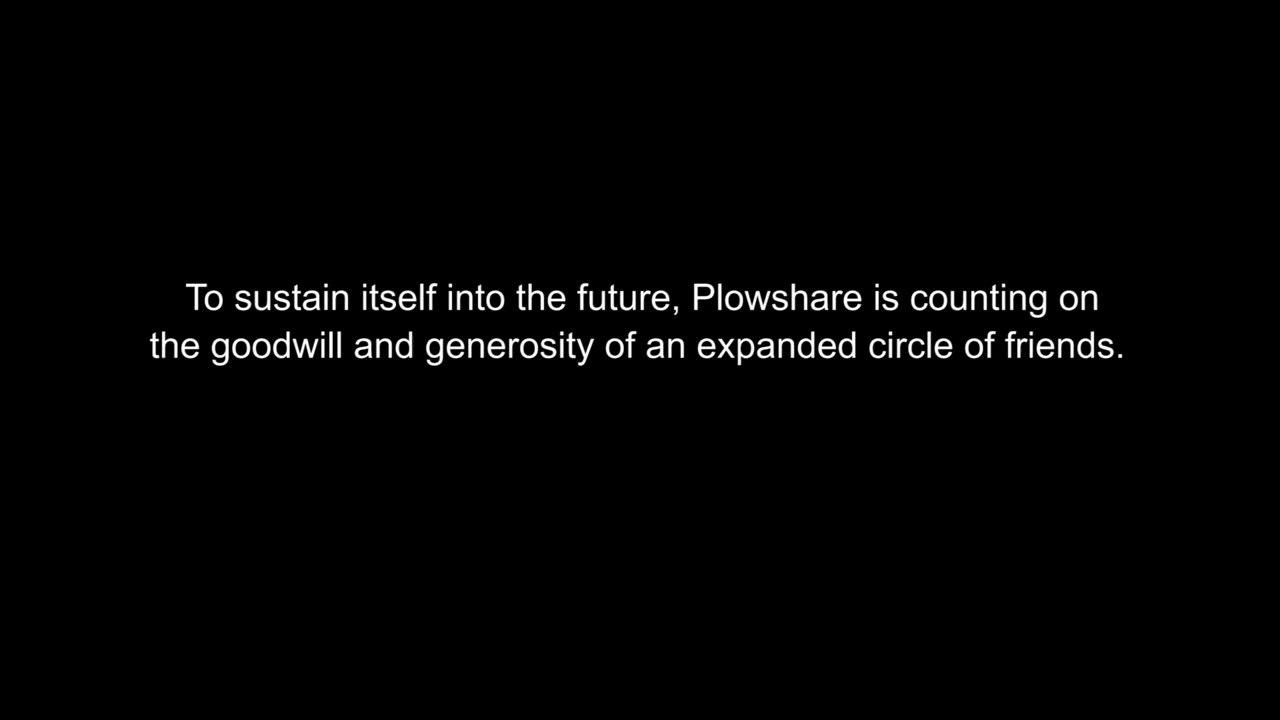 To sustain itself into the future, Plowshare is counting on
the goodwill and generosity of an expanded circle of friends.